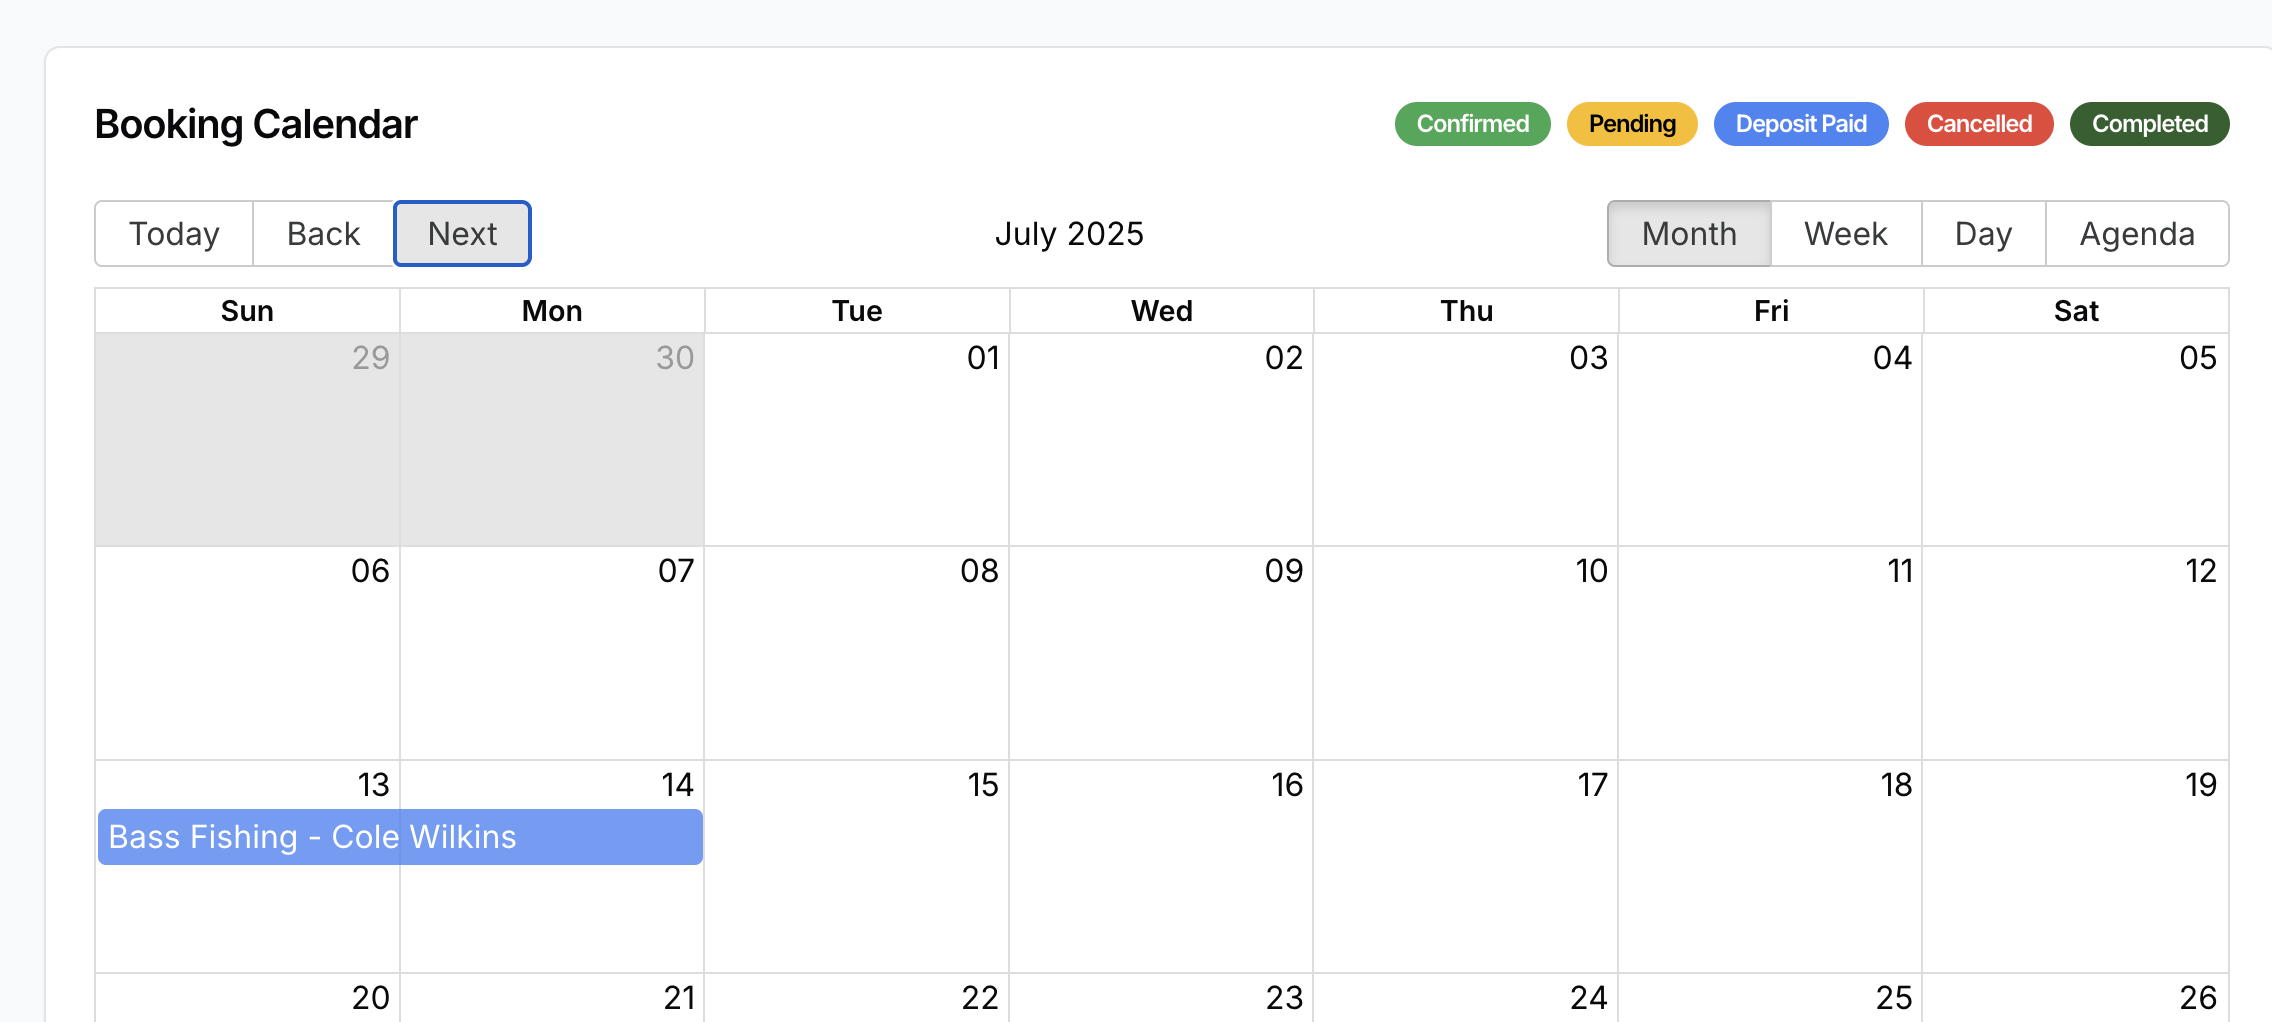 Booking Calendar
Confirmed Pending Deposit Paid Cancelled Completed
Today Back Next July 2025 Month Week Day Agenda
Sun Mon Tue Wed Thu Fri Sat
29 30 01 02 03 04 05
06 07 08 09 10 11 12
13 14 15 16 17 18 19
Bass Fishing - Cole Wilkins
20 21 22 23 24 25 26